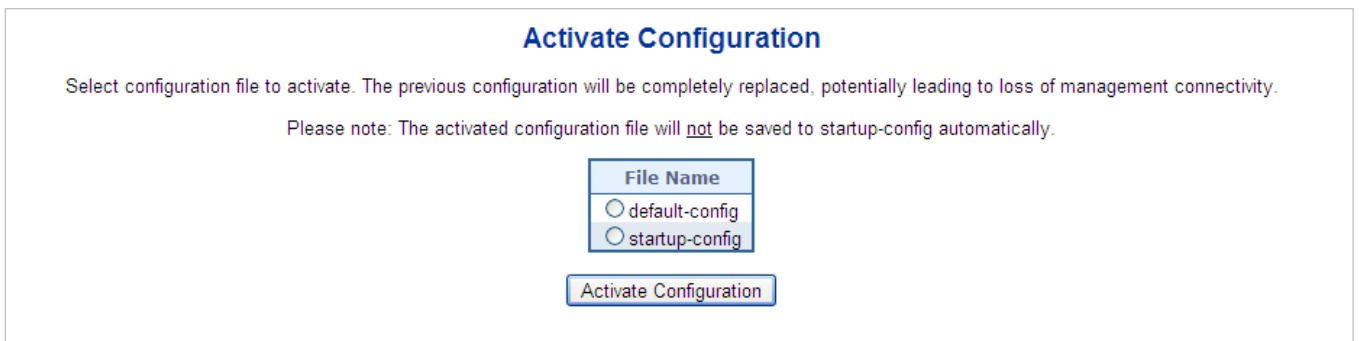 Activate Configuration
Select configuration file to activate. The previous configuration will be completely replaced, potentially leading to loss of management connectivity.
Please note: The activated configuration file will not be saved to startup-config automatically.
File Name
default-config
startup-config
Activate Configuration